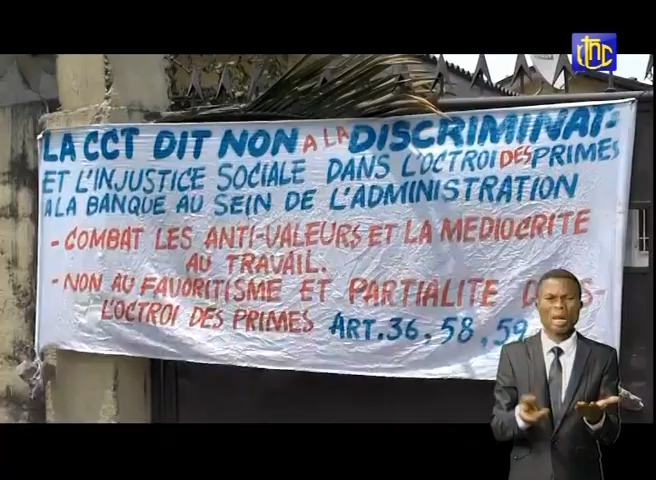 rtnc
LA CCT DIT NON A LA DISCRIMINAT°
ET L'INJUSTICE SOCIALE DANS L'OCTROI DES PRIMES
A LA BANQUE AU SEIN DE L'ADMINISTRATION
- COMBAT LES ANTI-VALEURS ET LA MEDIOCRITE
AU TRAVAIL.
- NON AU FAVORITISME ET PARTIALITE
L'OCTROI DES PRIMES ART.36.58.59